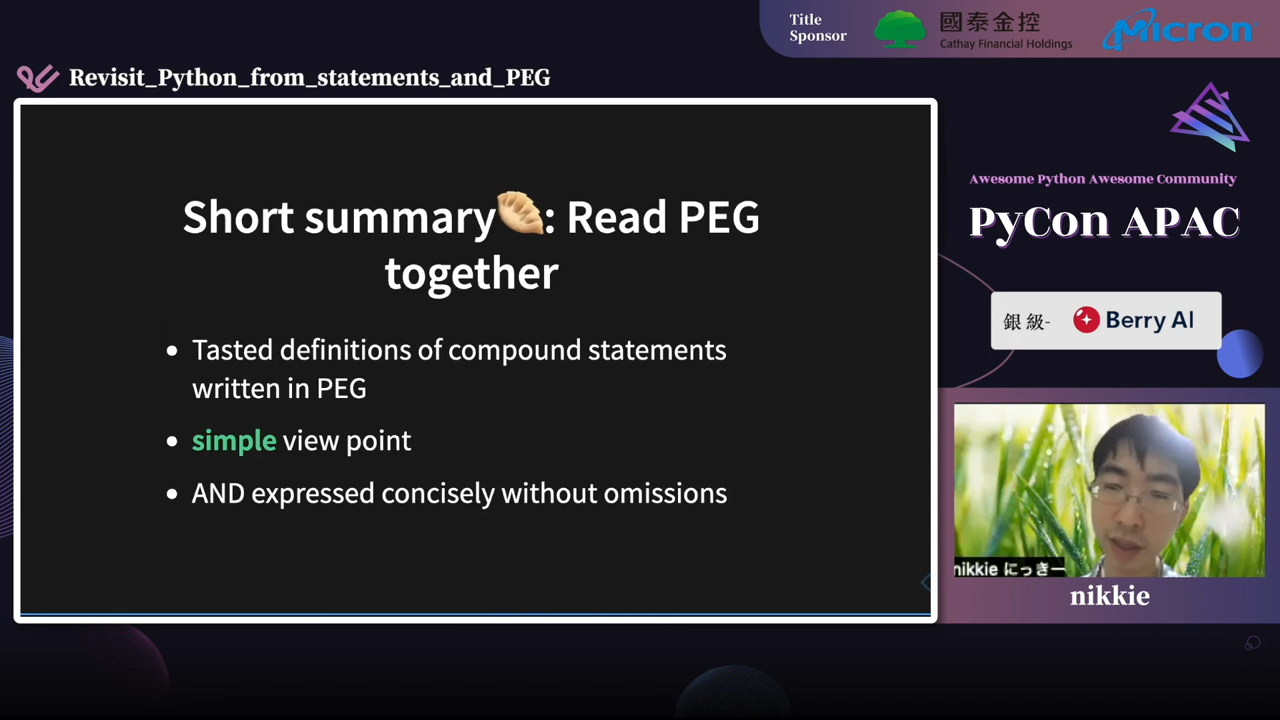 Title
Sponsor
國泰金控
Cathay Financial Holdings
Micron
Revisit_Python_from_statements_and_PEG
Short summary🥟: Read PEG
together
• Tasted definitions of compound statements
written in PEG
• simple view point
• AND expressed concisely without omissions
Awesome Python Awesome Community
PyCon APAC
銀級- Berry AI
nikkie にっきー
nikkie